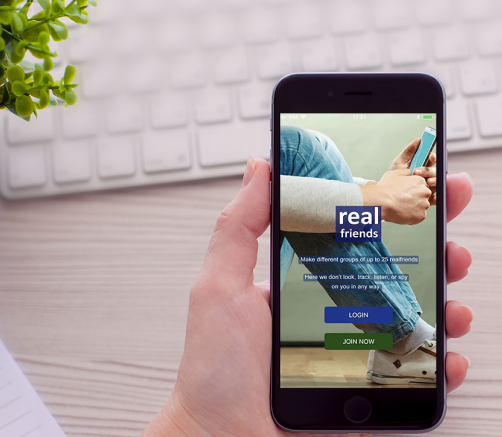 real
friends
Make different groups of up to 25 realfriends
Here we don't look, track, listen, or spy
on you in any way.
LOGIN
JOIN NOW